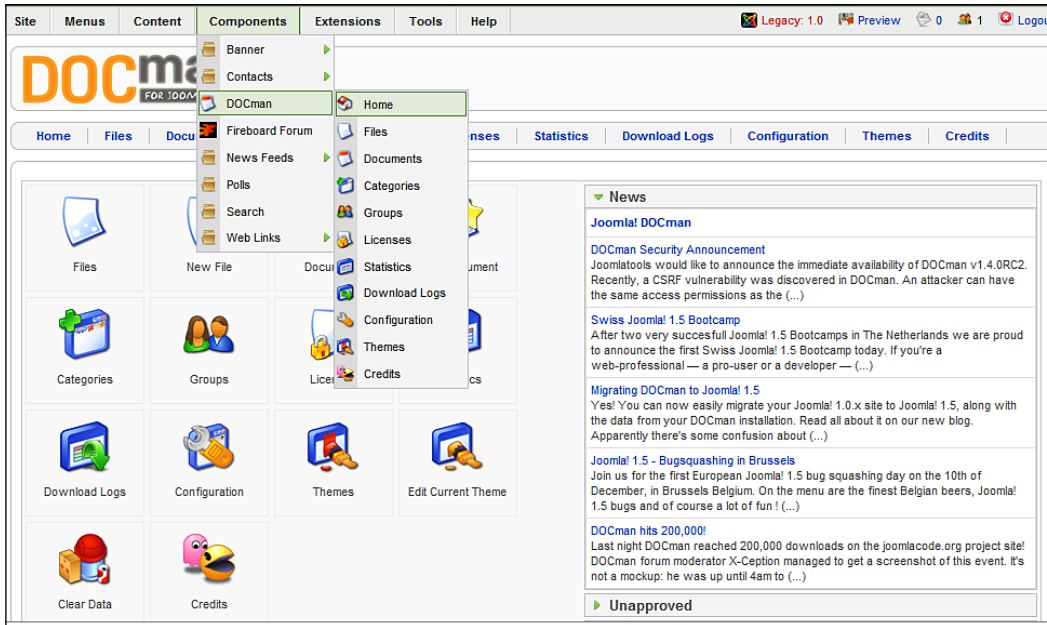 Site Menus Content Components Extensions Tools Help Legacy: 1.0 Preview 0 1 Logou
DOCma
FOR JOOM
Banner
Contacts
DOCman
Fireboard Forum
News Feeds
Polls
Search
Web Links
Home
Files
Documents
Categories
Groups
Licenses
Statistics
Download Logs
Configuration
Themes
Credits
Home Files Docu nses Statistics Download Logs Configuration Themes Credits
Files New File Docu ument
Categories Groups Licen cs
Download Logs Configuration Themes Edit Current Theme
Clear Data Credits
News
Joomla! DOCman
DOCman Security Announcement
Joomlatools would like to announce the immediate availability of DOCman v1.4.0RC2.
Recently, a CSRF vulnerability was discovered in DOCman. An attacker can have
the same access permissions as the (...)
Swiss Joomla! 1.5 Bootcamp
After two very succesfull Joomla! 1.5 Bootcamps in The Netherlands we are proud
to announce the first Swiss Joomla! 1.5 Bootcamp today. If you're a
web-professional — a pro-user or a developer — (...)
Migrating DOCman to Joomla! 1.5
Yes! You can now easily migrate your Joomla! 1.0.x site to Joomla! 1.5, along with
the data from your DOCman installation. Read all about it on our new blog.
Apparently there's some confusion about (...)
Joomla! 1.5 - Bugsquashing in Brussels
Join us for the first European Joomla! 1.5 bug squashing day on the 10th of
December, in Brussels Belgium. On the menu are the finest Belgian beers, Joomla!
1.5 bugs and of course a lot of fun ! (...)
DOCman hits 200,000!
Last night DOCman reached 200,000 downloads on the joomlacode.org project site!
DOCman forum moderator X-Ception managed to get a screenshot of this event. It's
not a mockup: he was up until 4am to (...)
Unapproved